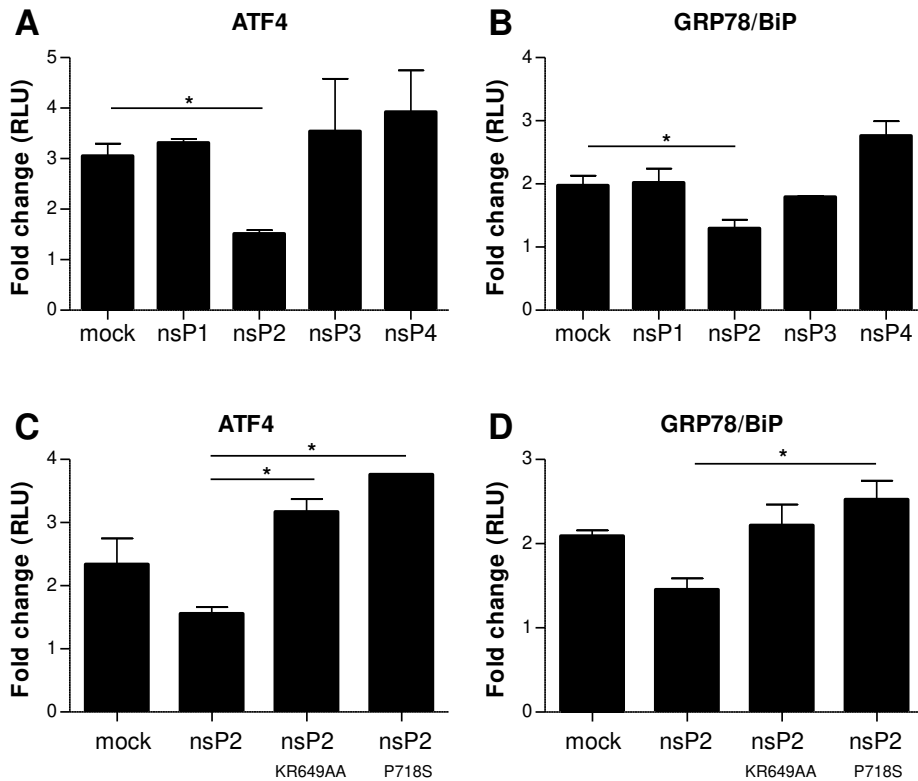 A
ATF4
Fold change (RLU)
5
4
3
2
1
0
*
mock nsP1 nsP2 nsP3 nsP4
B
GRP78/BiP
Fold change (RLU)
4
3
2
1
0
*
mock nsP1 nsP2 nsP3 nsP4
C
ATF4
Fold change (RLU)
4
3
2
1
0
*
*
mock nsP2 nsP2 nsP2
KR649AA P718S
D
GRP78/BiP
Fold change (RLU)
3
2
1
0
*
mock nsP2 nsP2 nsP2
KR649AA P718S